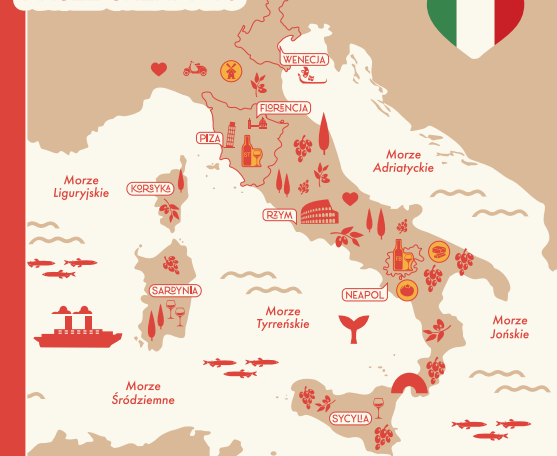 WENECJA
FLORENCJA
PIZA
Morze
Adriatyckie
Morze
Liguryjskie
KORSYKA
RZYM
SARDYNIA
NEAPOL
Morze
Tyrreńskie
Morze
Jońskie
Morze
Śródziemne
SYCYLIA